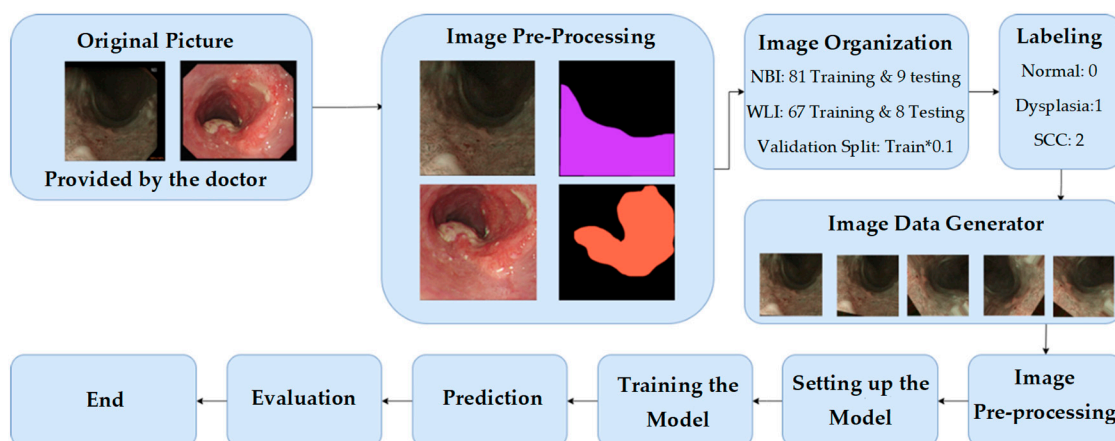 Original Picture
Provided by the doctor
Image Pre-Processing
Image Organization
NBI: 81 Training & 9 testing
WLI: 67 Training & 8 Testing
Validation Split: Train*0.1
Labeling
Normal: 0
Dysplasia:1
SCC: 2
Image Data Generator
Image
Pre-processing
Setting up the
Model
Training the
Model
Prediction
Evaluation
End